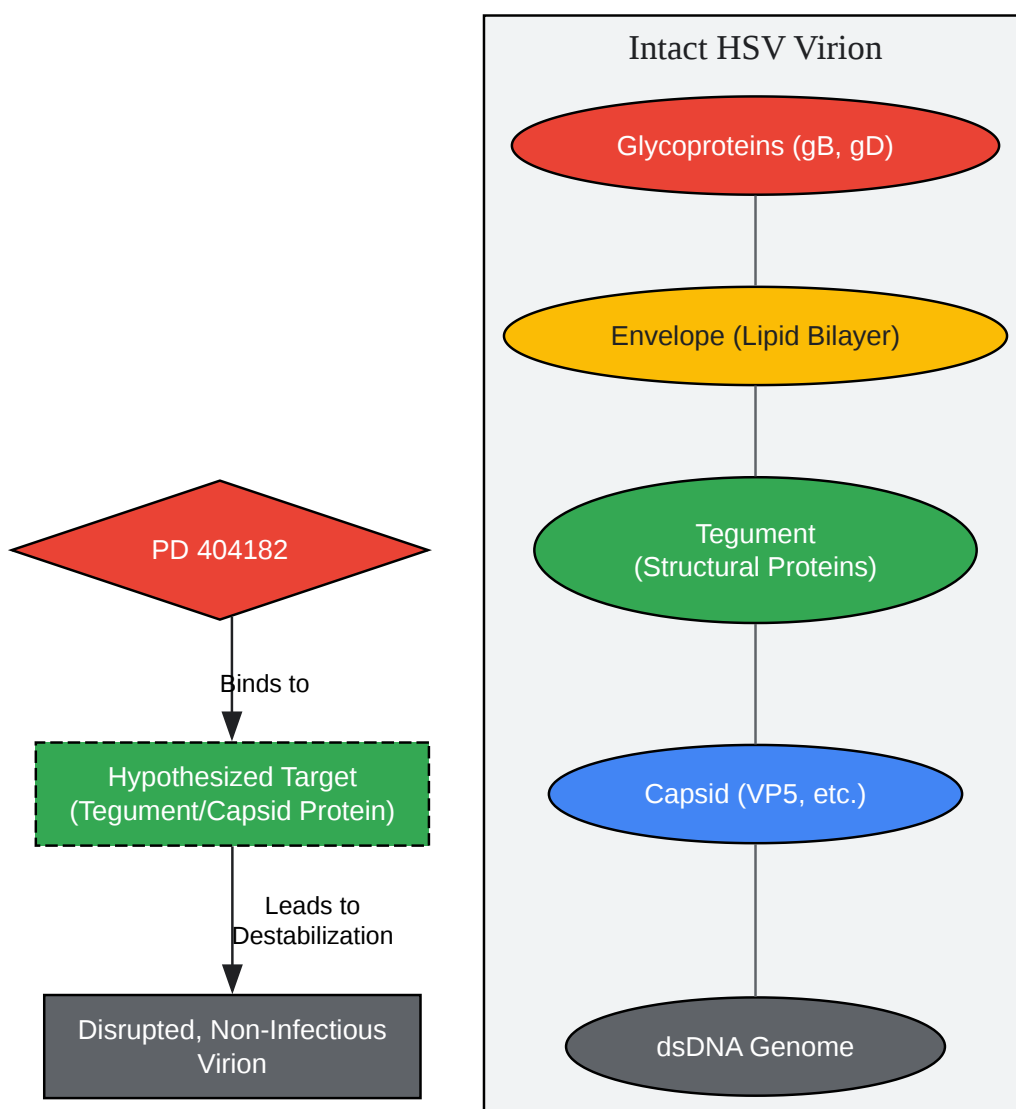 Intact HSV Virion
Glycoproteins (gB, gD)
Envelope (Lipid Bilayer)
Tegument
(Structural Proteins)
Capsid (VP5, etc.)
dsDNA Genome
PD 404182
Binds to
Hypothesized Target
(Tegument/Capsid Protein)
Leads to
Destabilization
Disrupted, Non-Infectious
Virion